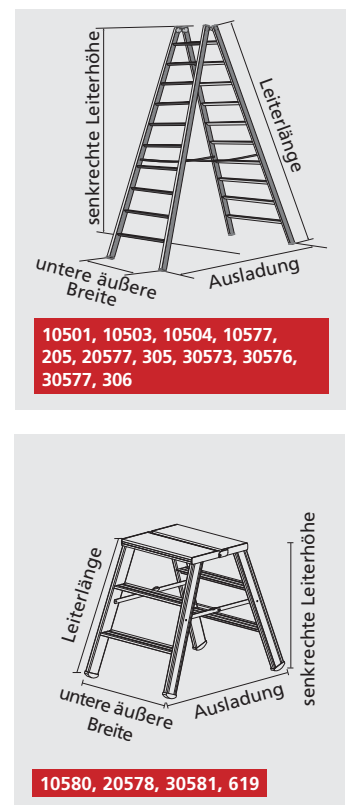 senkrechte Leiterhöhe
Leiterlänge
untere äußere
Breite
Ausladung
10501, 10503, 10504, 10577,
205, 20577, 305, 30573, 30576,
30577, 306
Leiterlänge
senkrechte Leiterhöhe
untere äußere
Breite
Ausladung
10580, 20578, 30581, 619